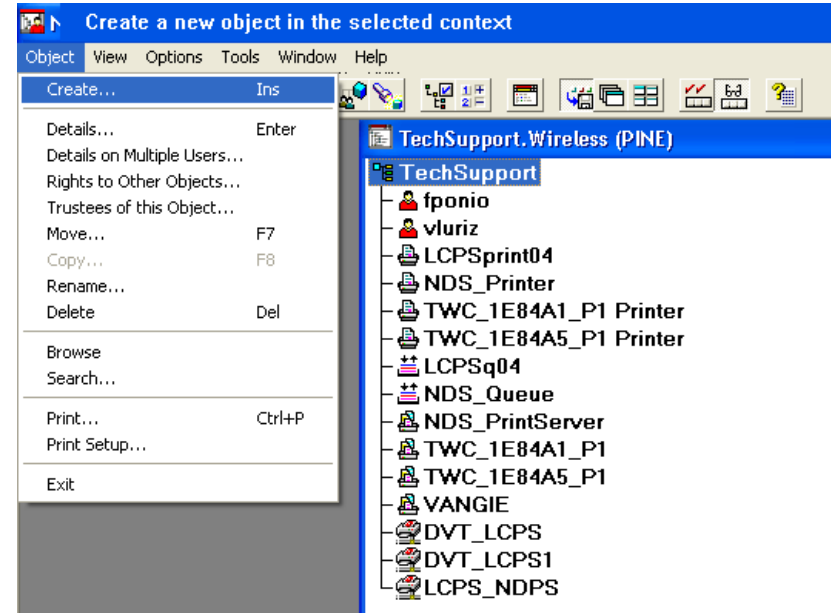 Create a new object in the selected context
Object View Options Tools Window Help
Create... Ins
Details... Enter
Details on Multiple Users...
Rights to Other Objects...
Trustees of this Object...
Move... F7
Copy... F8
Rename...
Delete Del
Browse
Search...
Print... Ctrl+P
Print Setup...
Exit
TechSupport.Wireless (PINE)
TechSupport
fponio
vluriz
LCPSprint04
NDS_Printer
TWC_1E84A1_P1 Printer
TWC_1E84A5_P1 Printer
LCPSq04
NDS_Queue
NDS_PrintServer
TWC_1E84A1_P1
TWC_1E84A5_P1
VANGIE
DVT_LCPS
DVT_LCPS1
LCPS_NDPS